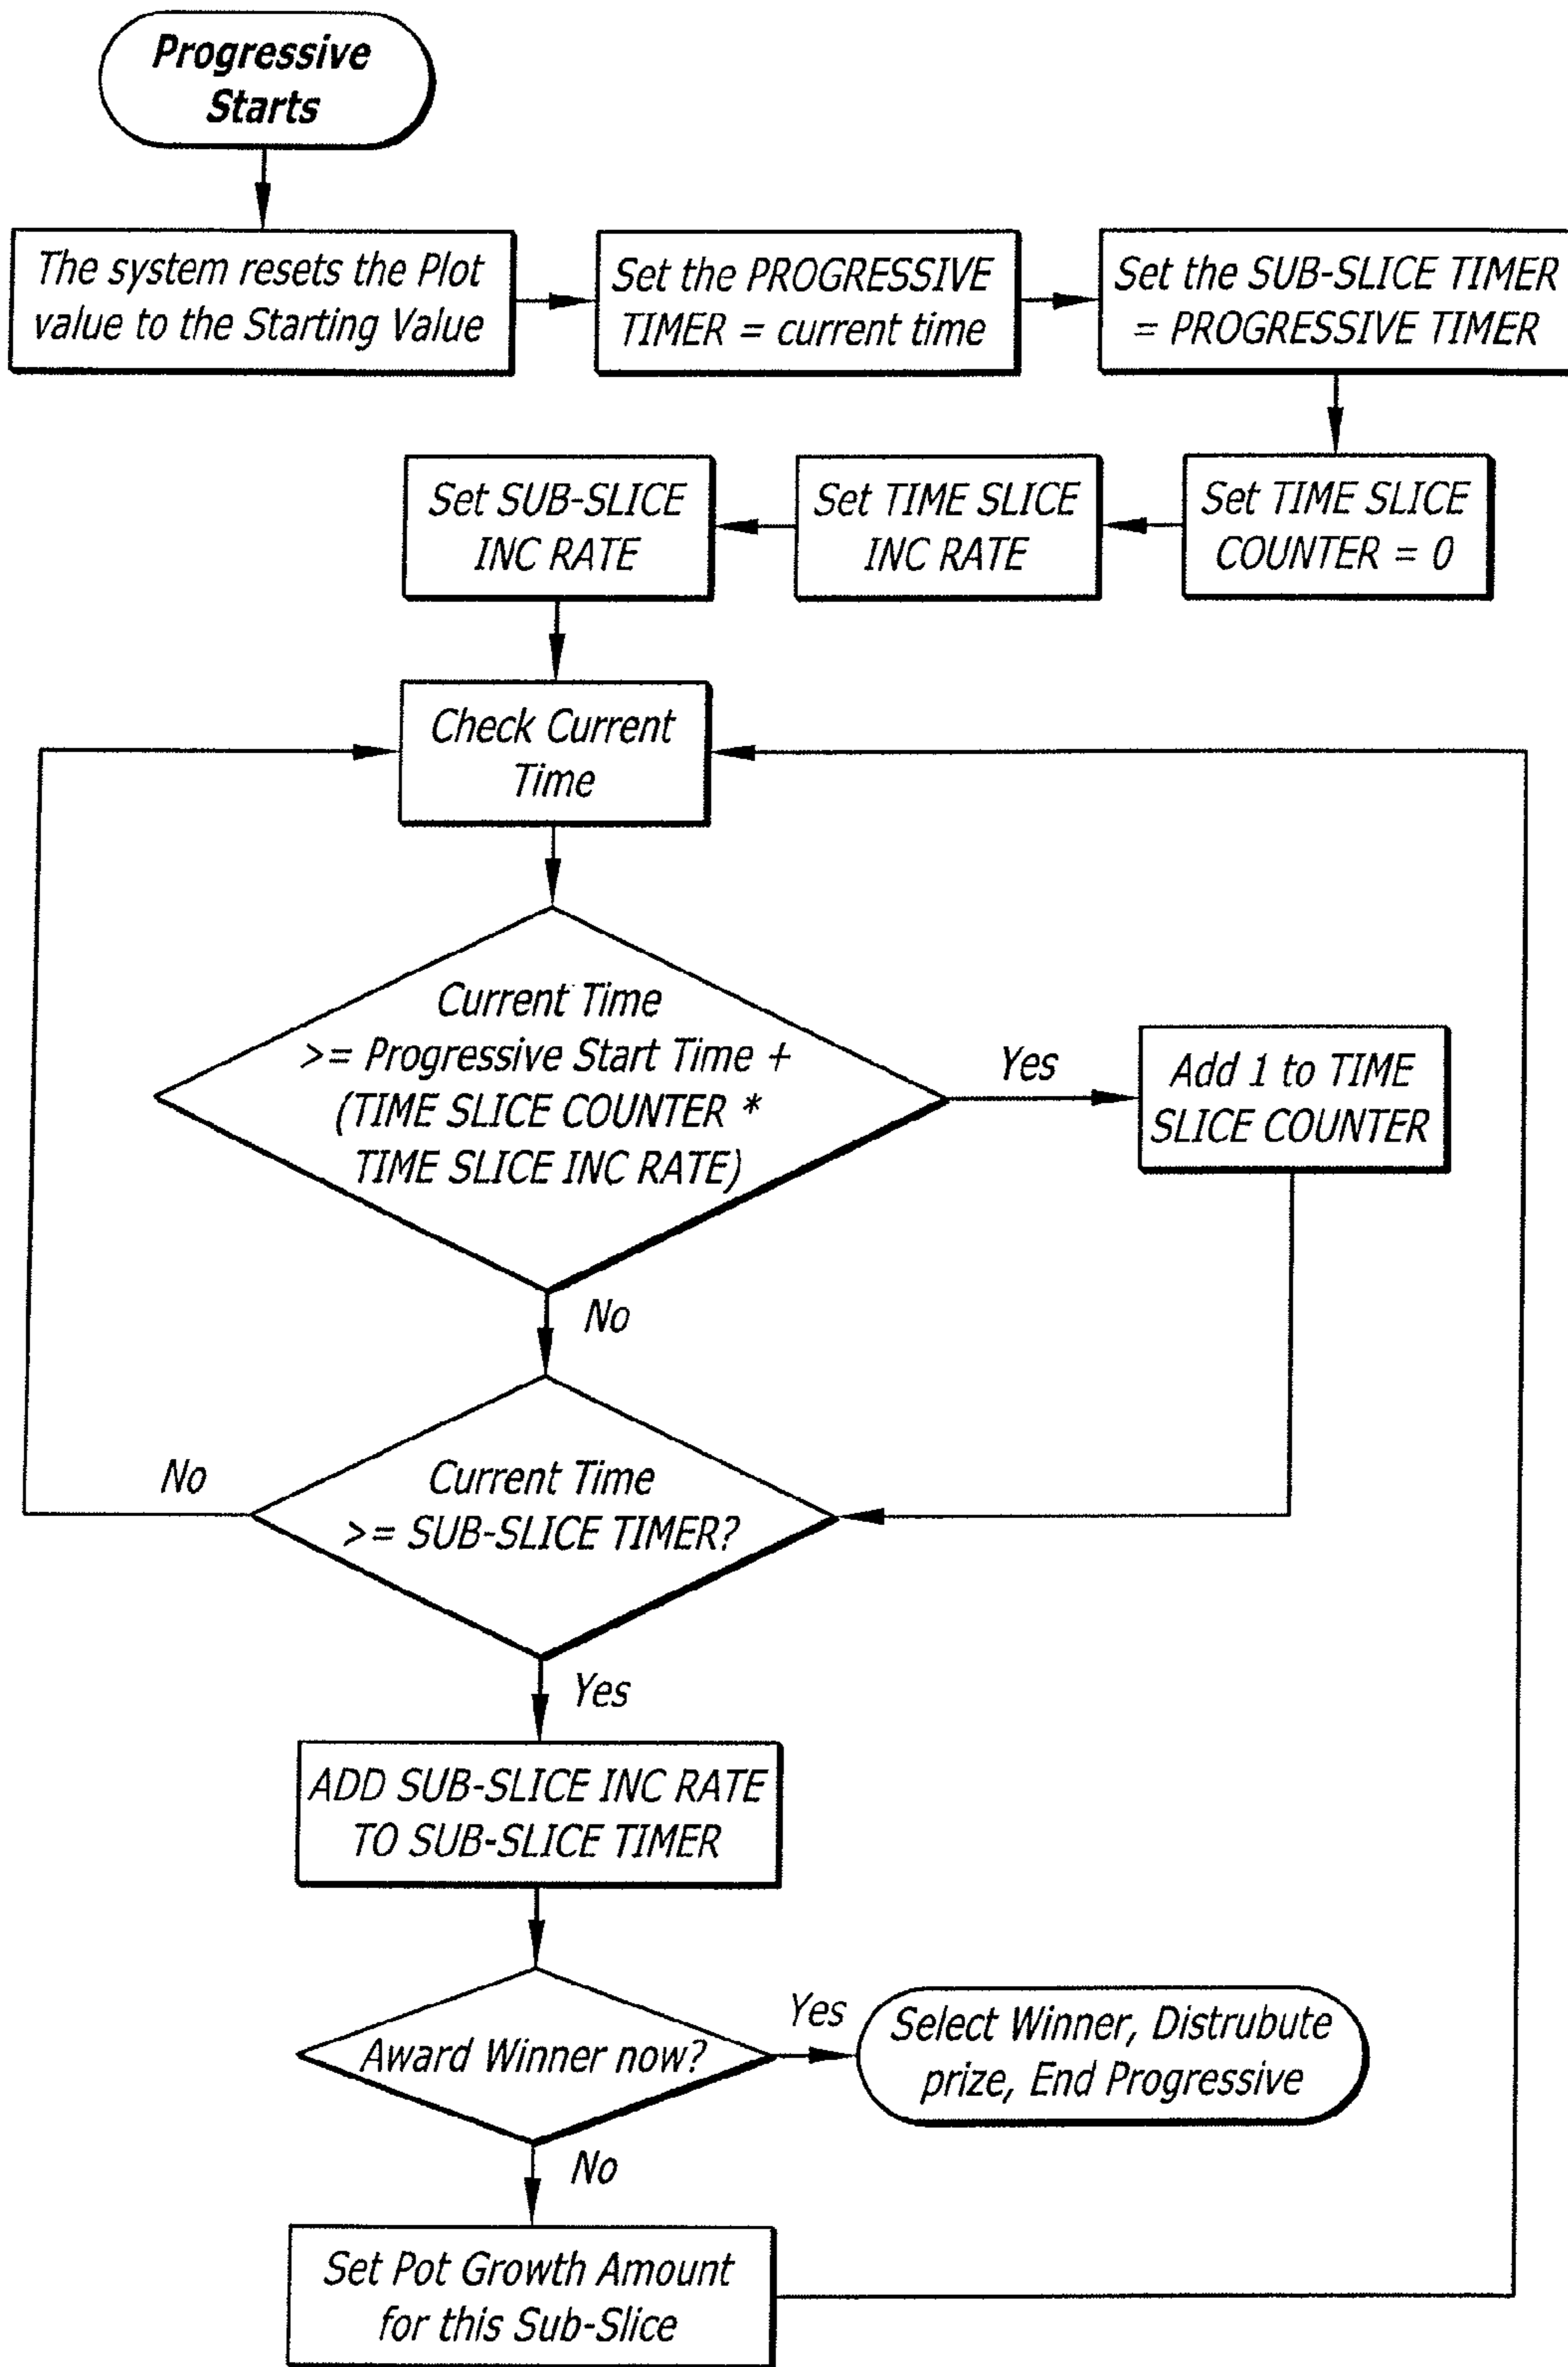 Progressive
Starts
The system resets the Plot
value to the Starting Value
Set the PROGRESSIVE
TIMER = current time
Set the SUB-SLICE TIMER
= PROGRESSIVE TIMER
Set SUB-SLICE
INC RATE
Set TIME SLICE
INC RATE
Set TIME SLICE
COUNTER = 0
Check Current
Time
Current Time
>= Progressive Start Time +
(TIME SLICE COUNTER *
TIME SLICE INC RATE)
Yes
Add 1 to TIME
SLICE COUNTER
No
No
Current Time
>= SUB-SLICE TIMER?
Yes
ADD SUB-SLICE INC RATE
TO SUB-SLICE TIMER
Award Winner now?
Yes
Select Winner, Distrubute
prize, End Progressive
No
Set Pot Growth Amount
for this Sub-Slice